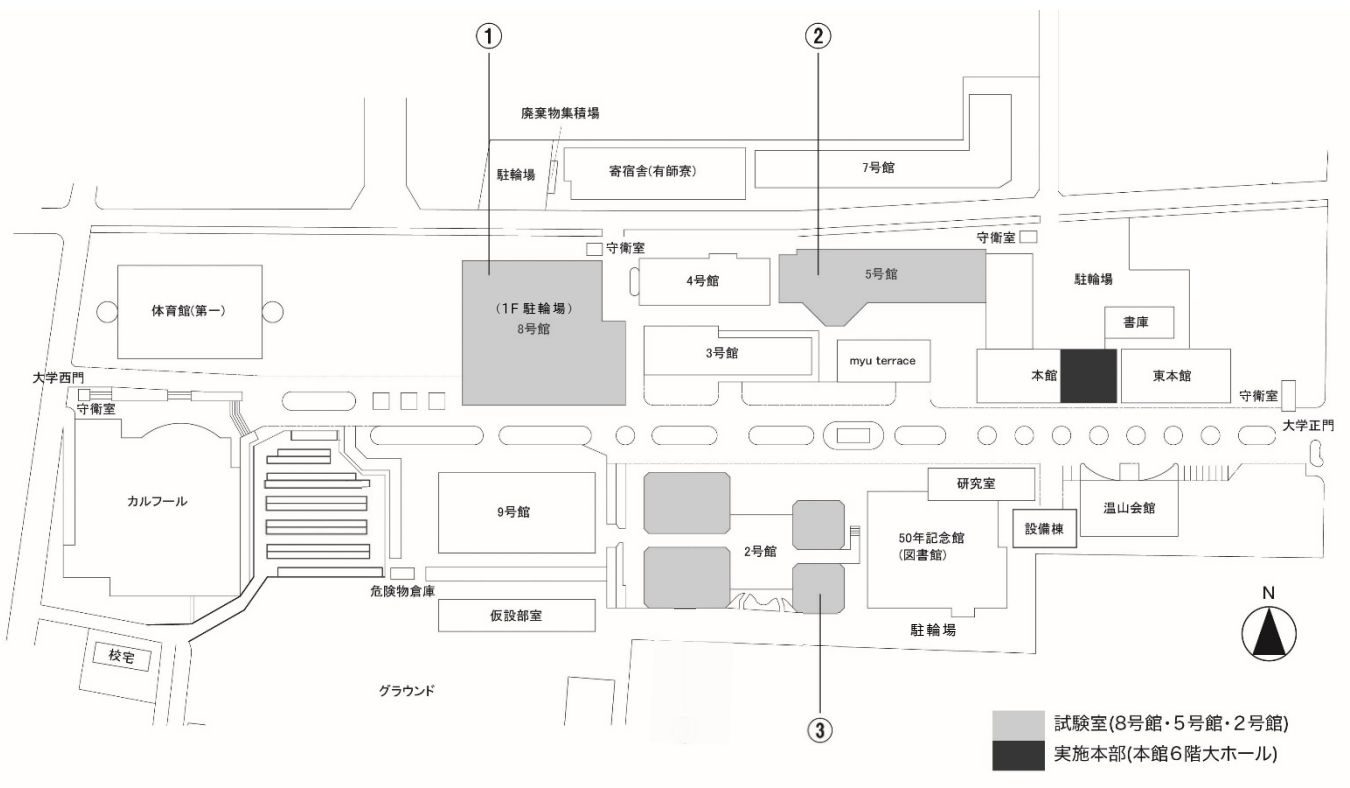 ①
②
廃棄物集積場
駐輪場
寄宿舎(有師寮)
7号館
守衛室
守衛室
4号館
5号館
駐輪場
体育館(第一)
(1F 駐輪場)
8号館
書庫
3号館
myu terrace
本館
東本館
大学西門
守衛室
守衛室
大学正門
カルフール
9号館
2号館
研究室
50年記念館
(図書館)
設備棟
温山会館
危険物倉庫
仮設部室
駐輪場
N
校宅
グラウンド
③
試験室(8号館・5号館・2号館)
実施本部(本館6階大ホール)